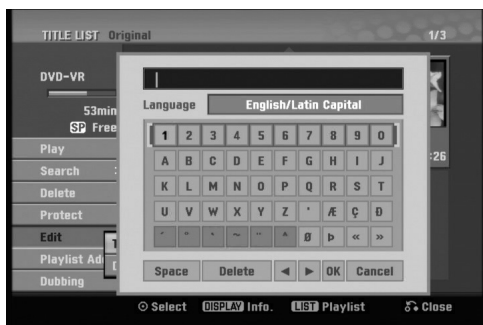 TITLE LIST Original 1/3
DVD-VR
53min
SP Free
Language English/Latin Capital
1 2 3 4 5 6 7 8 9 0
Play
A B C D E F G H I J
:26
Search
K L M N O P Q R S T
Delete
U V W X Y Z ' Æ Ç Ð
Protect
´ " ° ~ ¨ ^ Ø Þ « »
Edit
Playlist Ad
Space Delete ◄ ► OK Cancel
Dubbing
Select DISPLAY Info. LIST Playlist Close